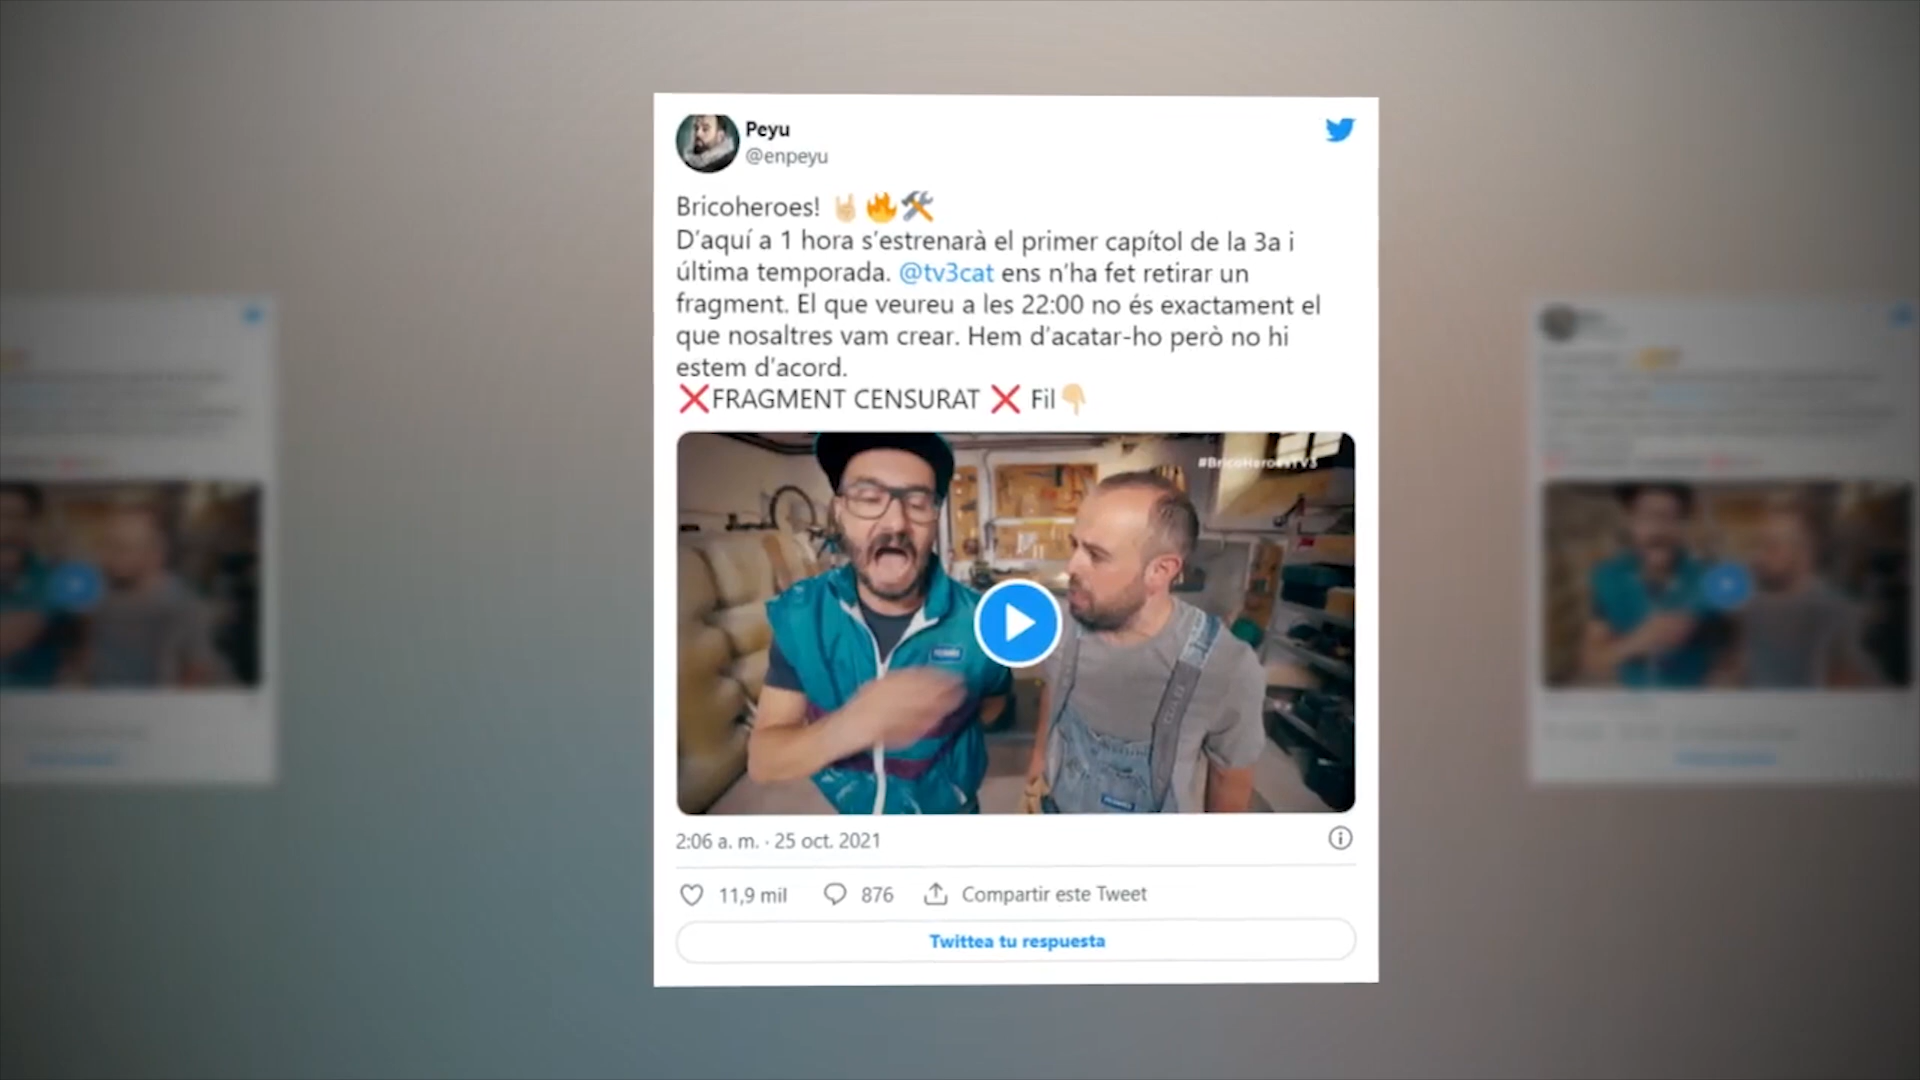 Peyu
@enpeyu
Bricoheroes! 🤘🏻🔥🛠️
D'aquí a 1 hora s'estrenarà el primer capítol de la 3a i
última temporada. @tv3cat ens n'ha fet retirar un
fragment. El que veureu a les 22:00 no és exactament el
que nosaltres vam crear. Hem d'acatar-ho però no hi
estem d'acord.
❌FRAGMENT CENSURAT ❌ Fil👇🏼
#BricoHeroesTV3
2:06 a. m. · 25 oct. 2021
11,9 mil 876 Compartir este Tweet
Twittea tu respuesta